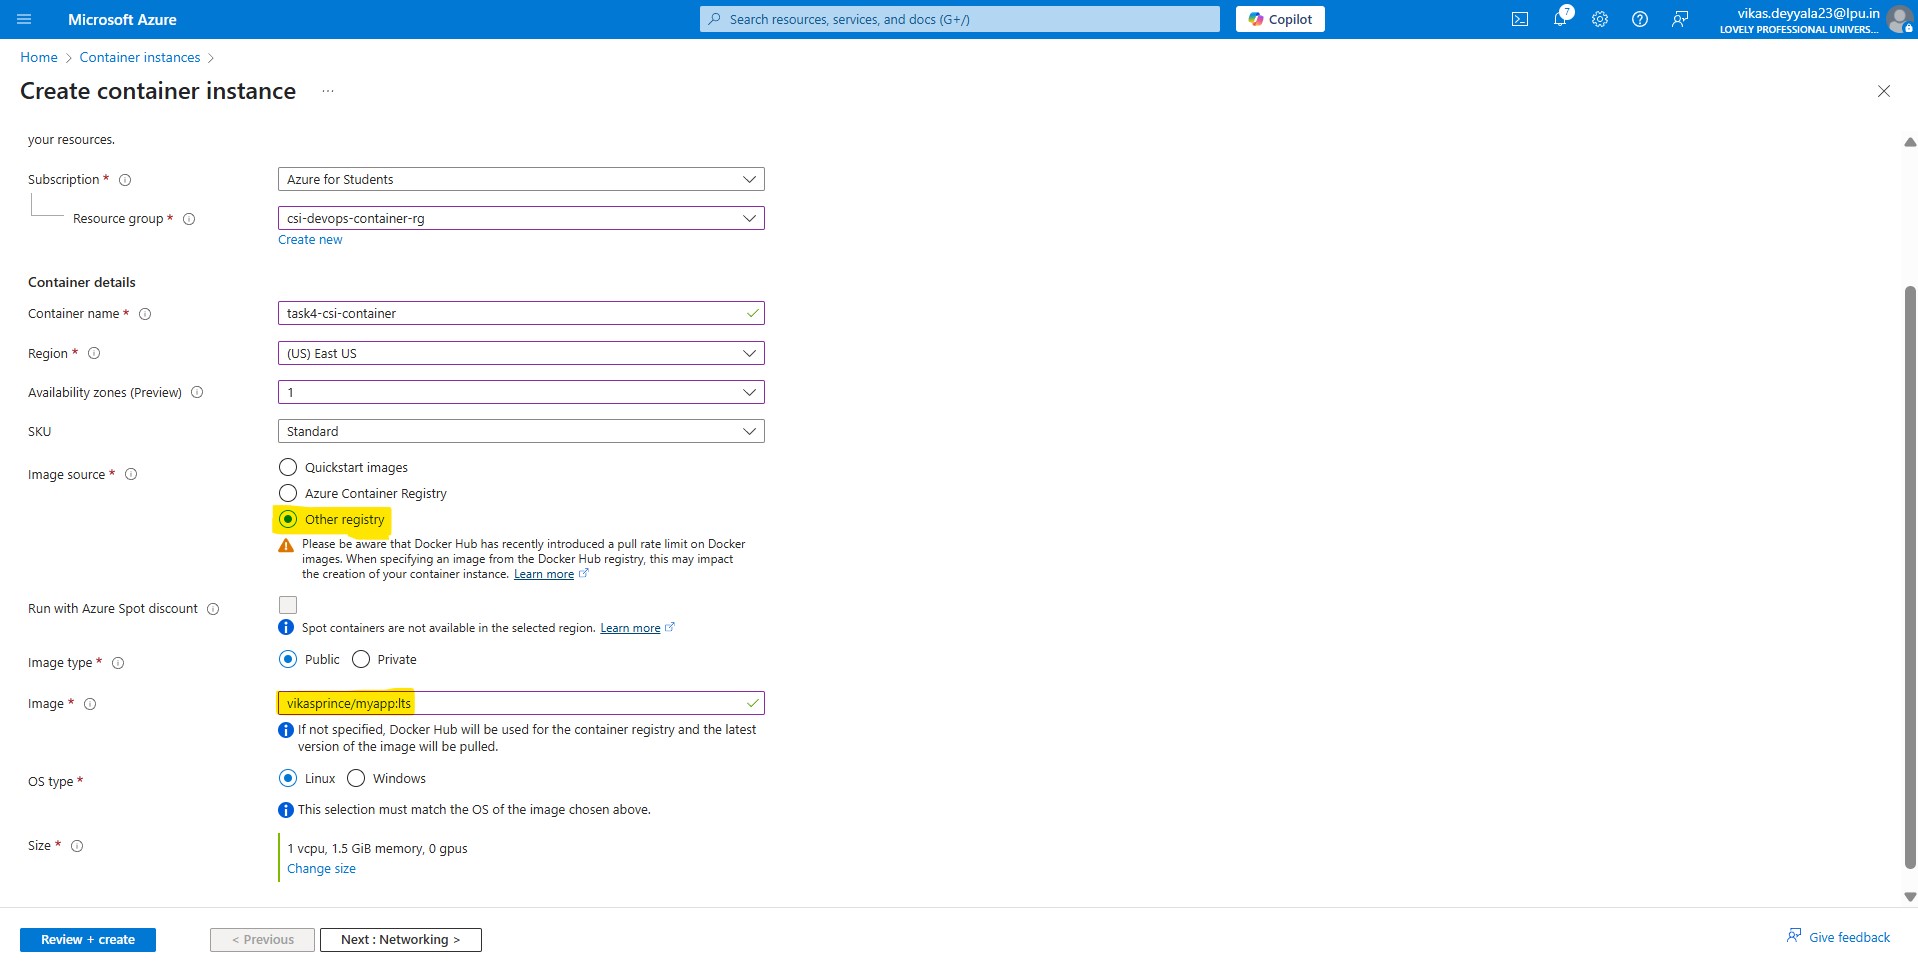 Microsoft Azure
Search resources, services, and docs (G+/)
Copilot
7
vikas.deyyala23@lpu.in
LOVELY PROFESSIONAL UNIVERS...
Home > Container instances >
Create container instance ...
your resources.
Subscription *
Azure for Students
Resource group *
csi-devops-container-rg
Create new
Container details
Container name *
task4-csi-container
Region *
(US) East US
Availability zones (Preview)
1
SKU
Standard
Image source *
Quickstart images
Azure Container Registry
Other registry
Please be aware that Docker Hub has recently introduced a pull rate limit on Docker
images. When specifying an image from the Docker Hub registry, this may impact
the creation of your container instance. Learn more
Run with Azure Spot discount
Spot containers are not available in the selected region. Learn more
Image type *
Public
Private
Image *
vikasprince/myapp:lts
If not specified, Docker Hub will be used for the container registry and the latest
version of the image will be pulled.
OS type *
Linux
Windows
This selection must match the OS of the image chosen above.
Size *
1 vcpu, 1.5 GiB memory, 0 gpus
Change size
Review + create
< Previous
Next : Networking >
Give feedback